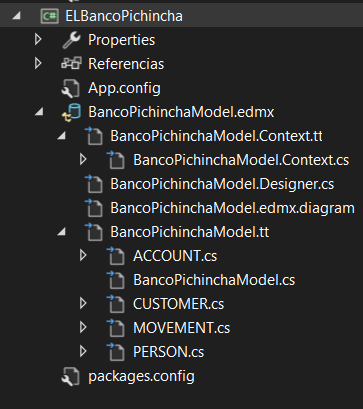 ELBancoPichincha
Properties
Referencias
App.config
BancoPichinchaModel.edmx
BancoPichinchaModel.Context.tt
BancoPichinchaModel.Context.cs
BancoPichinchaModel.Designer.cs
BancoPichinchaModel.edmx.diagram
BancoPichinchaModel.tt
ACCOUNT.cs
BancoPichinchaModel.cs
CUSTOMER.cs
MOVEMENT.cs
PERSON.cs
packages.config